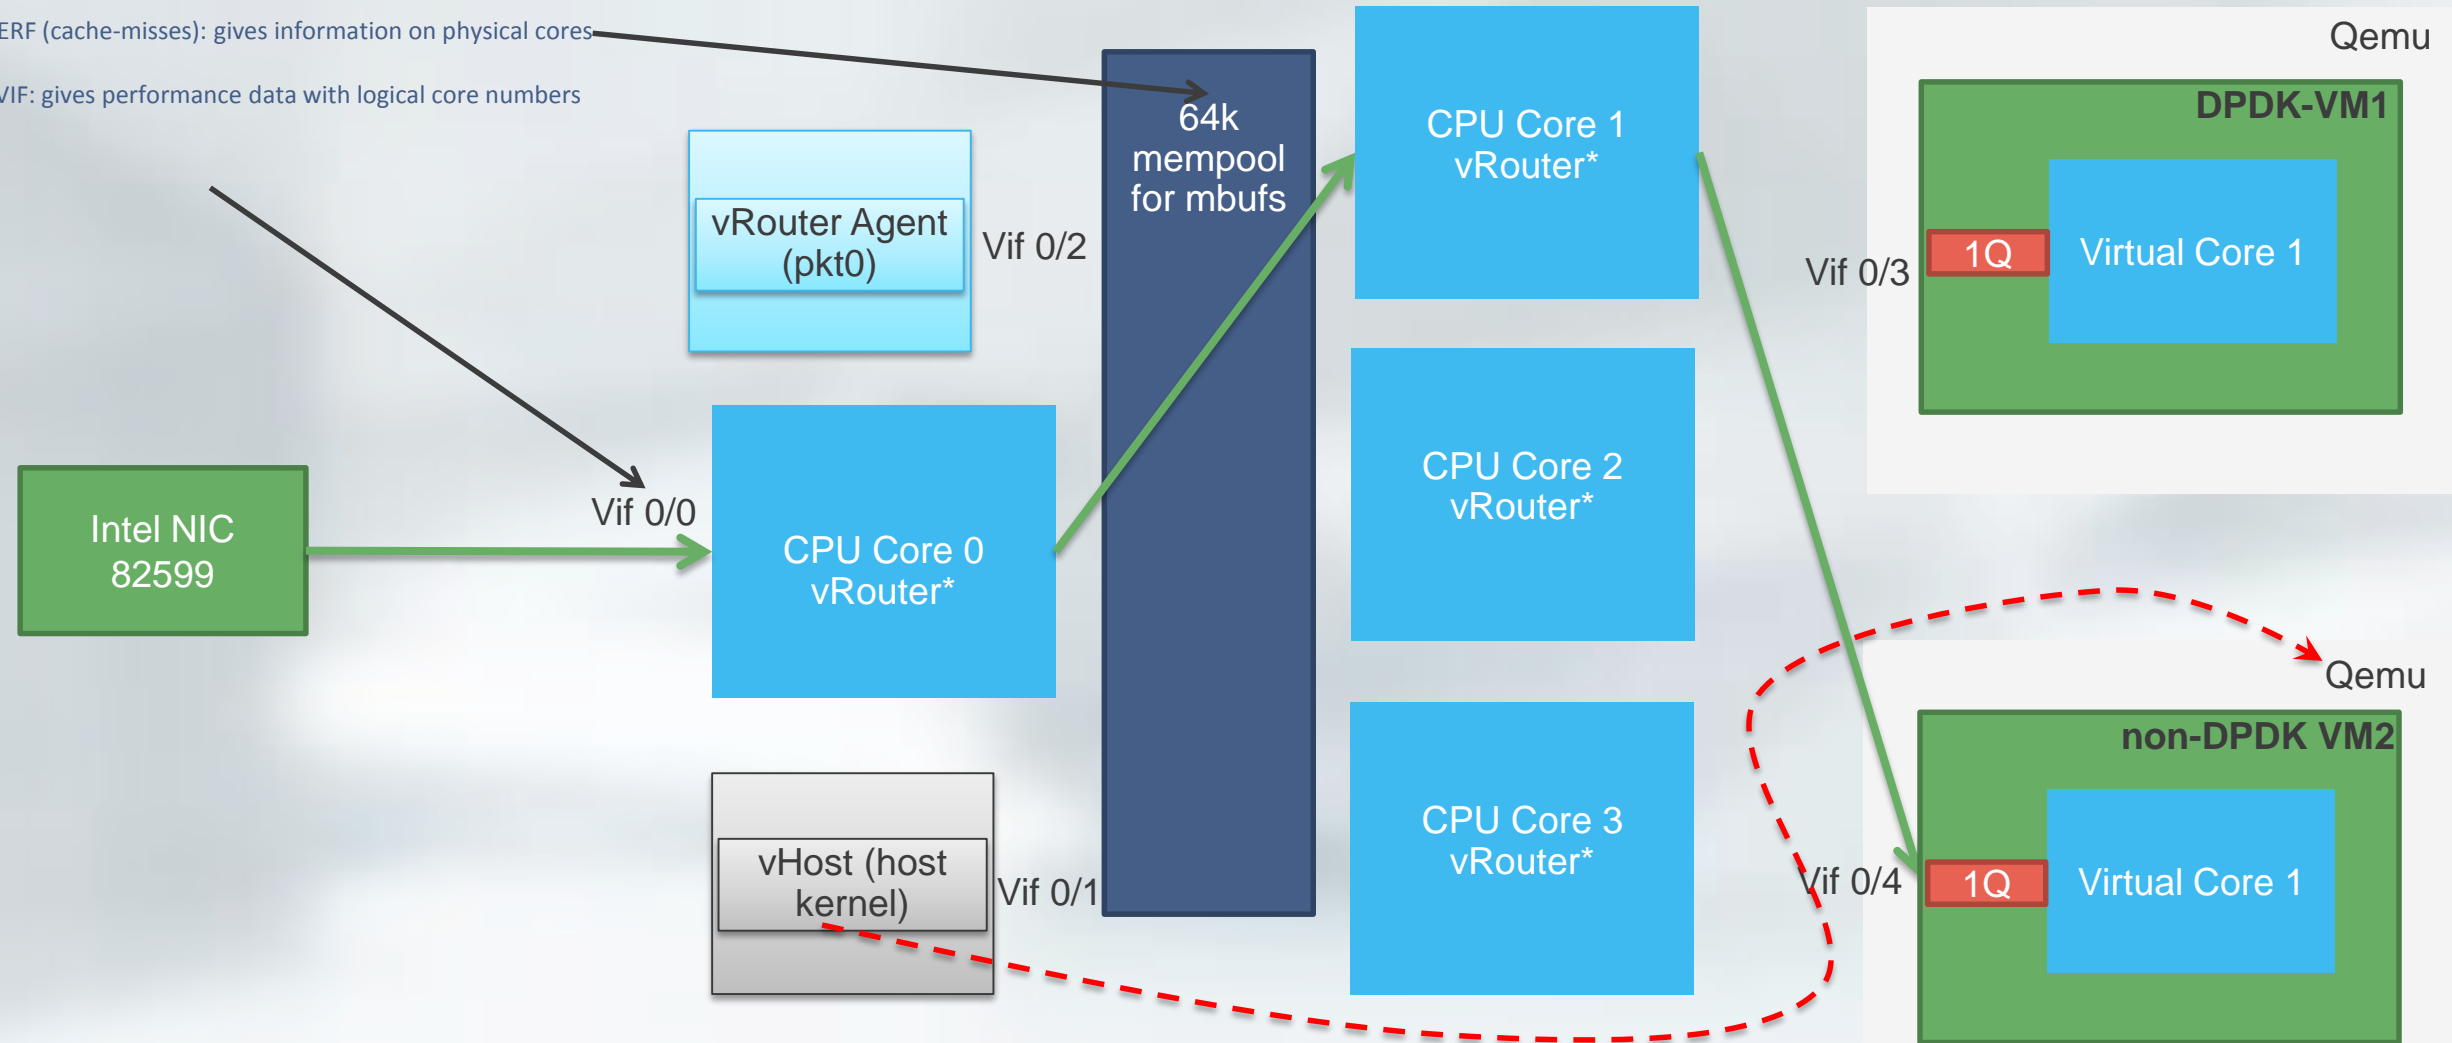 ERF (cache-misses): gives information on physical cores
VIF: gives performance data with logical core numbers
64k
mempool
for mbufs
CPU Core 1
vRouter*
Qemu
DPDK-VM1
vRouter Agent
(pkt0)
Vif 0/2
Vif 0/3
1Q
Virtual Core 1
CPU Core 2
vRouter*
Intel NIC
82599
Vif 0/0
CPU Core 0
vRouter*
Qemu
non-DPDK VM2
CPU Core 3
vRouter*
vHost (host
kernel)
Vif 0/1
Vif 0/4
1Q
Virtual Core 1